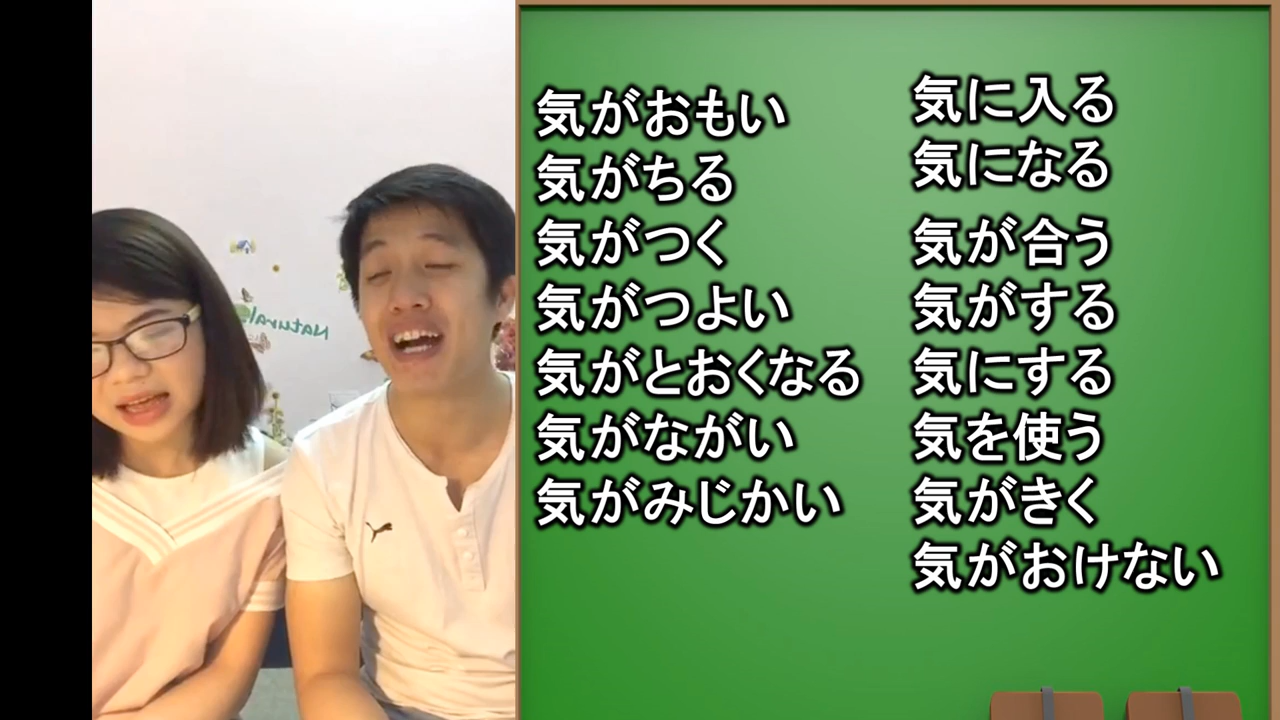 気がおもい
気がちる
気がつく
気がつよい
気がとおくなる
気がながい
気がみじかい
気に入る
気になる
気が合う
気がする
気にする
気を使う
気がきく
気がおけない
Natural